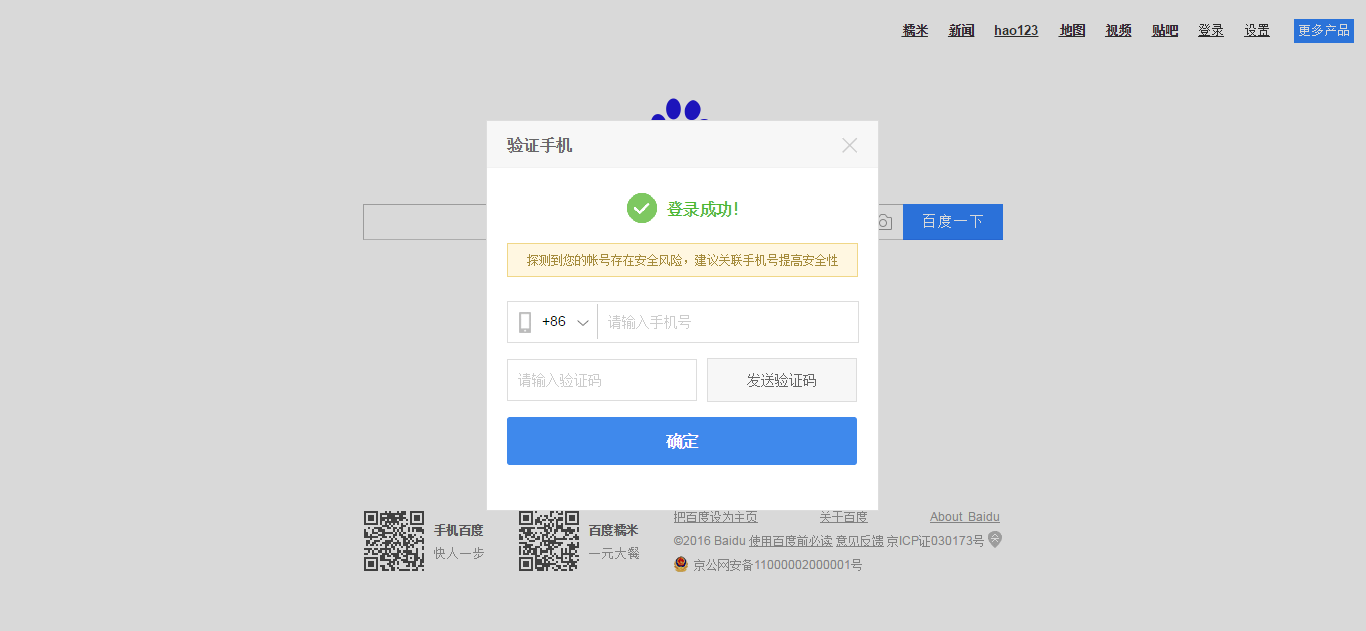 糯米 新闻 hao123 地图 视频 贴吧 登录 设置 更多产品
验证手机
登录成功！
百度一下
探测到您的帐号存在安全风险，建议关联手机号提高安全性
+86 请输入手机号
请输入验证码 发送验证码
确定
手机百度
快人一步
百度糯米
一元大餐
把百度设为主页 关于百度 About Baidu
©2016 Baidu 使用百度前必读 意见反馈 京ICP证030173号
京公网安备11000002000001号